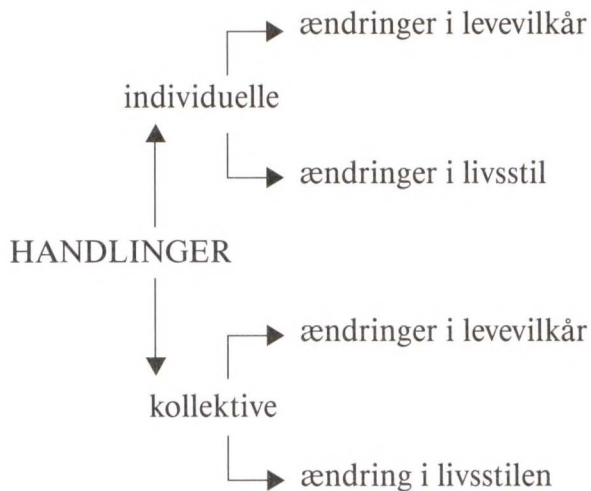 ændringer i levevilkår
individuelle
ændringer i livsstil
HANDLINGER
ændringer i levevilkår
kollektive
ændring i livsstilen